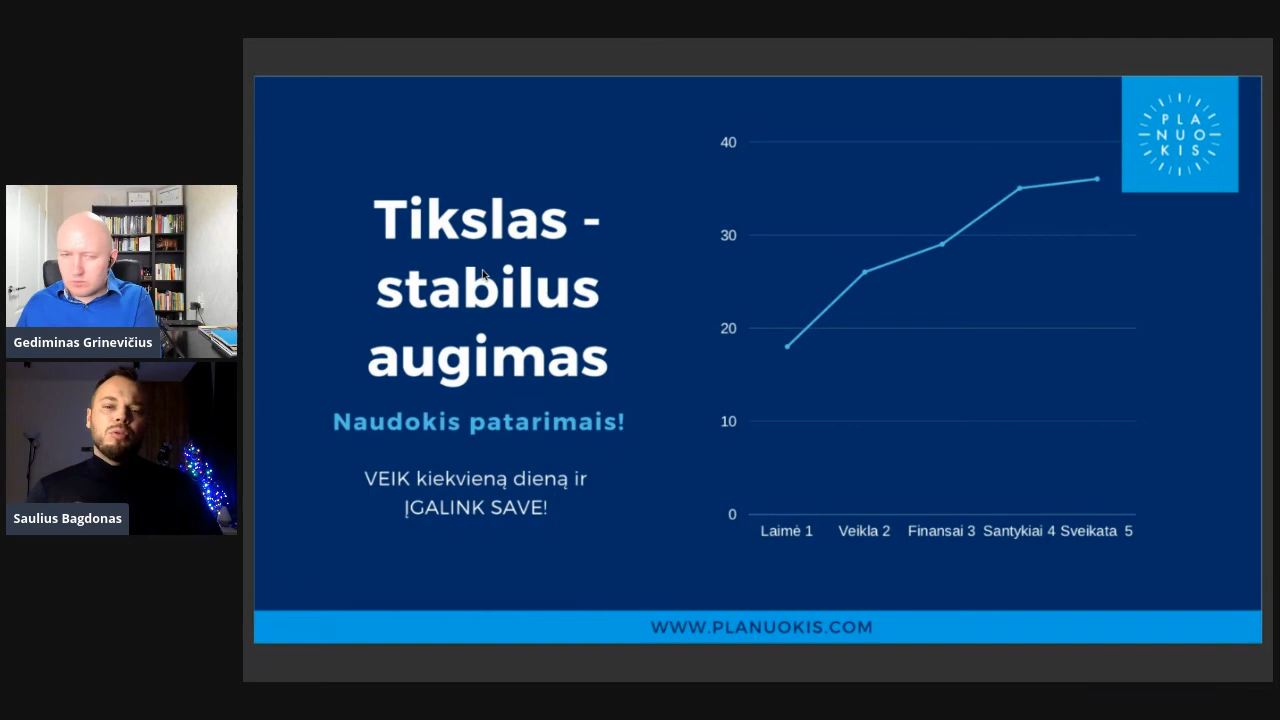 Gediminas Grinevičius
Saulius Bagdonas
Tikslas -
stabilus
augimas
Naudokis patarimais!
VEIK kiekvieną dieną ir
ĮGALINK SAVE!
40
30
20
10
0
Laimė 1 Veikla 2 Finansai 3 Santykiai 4 Sveikata 5
PLA
NUO
KIS
WWW.PLANUOKIS.COM